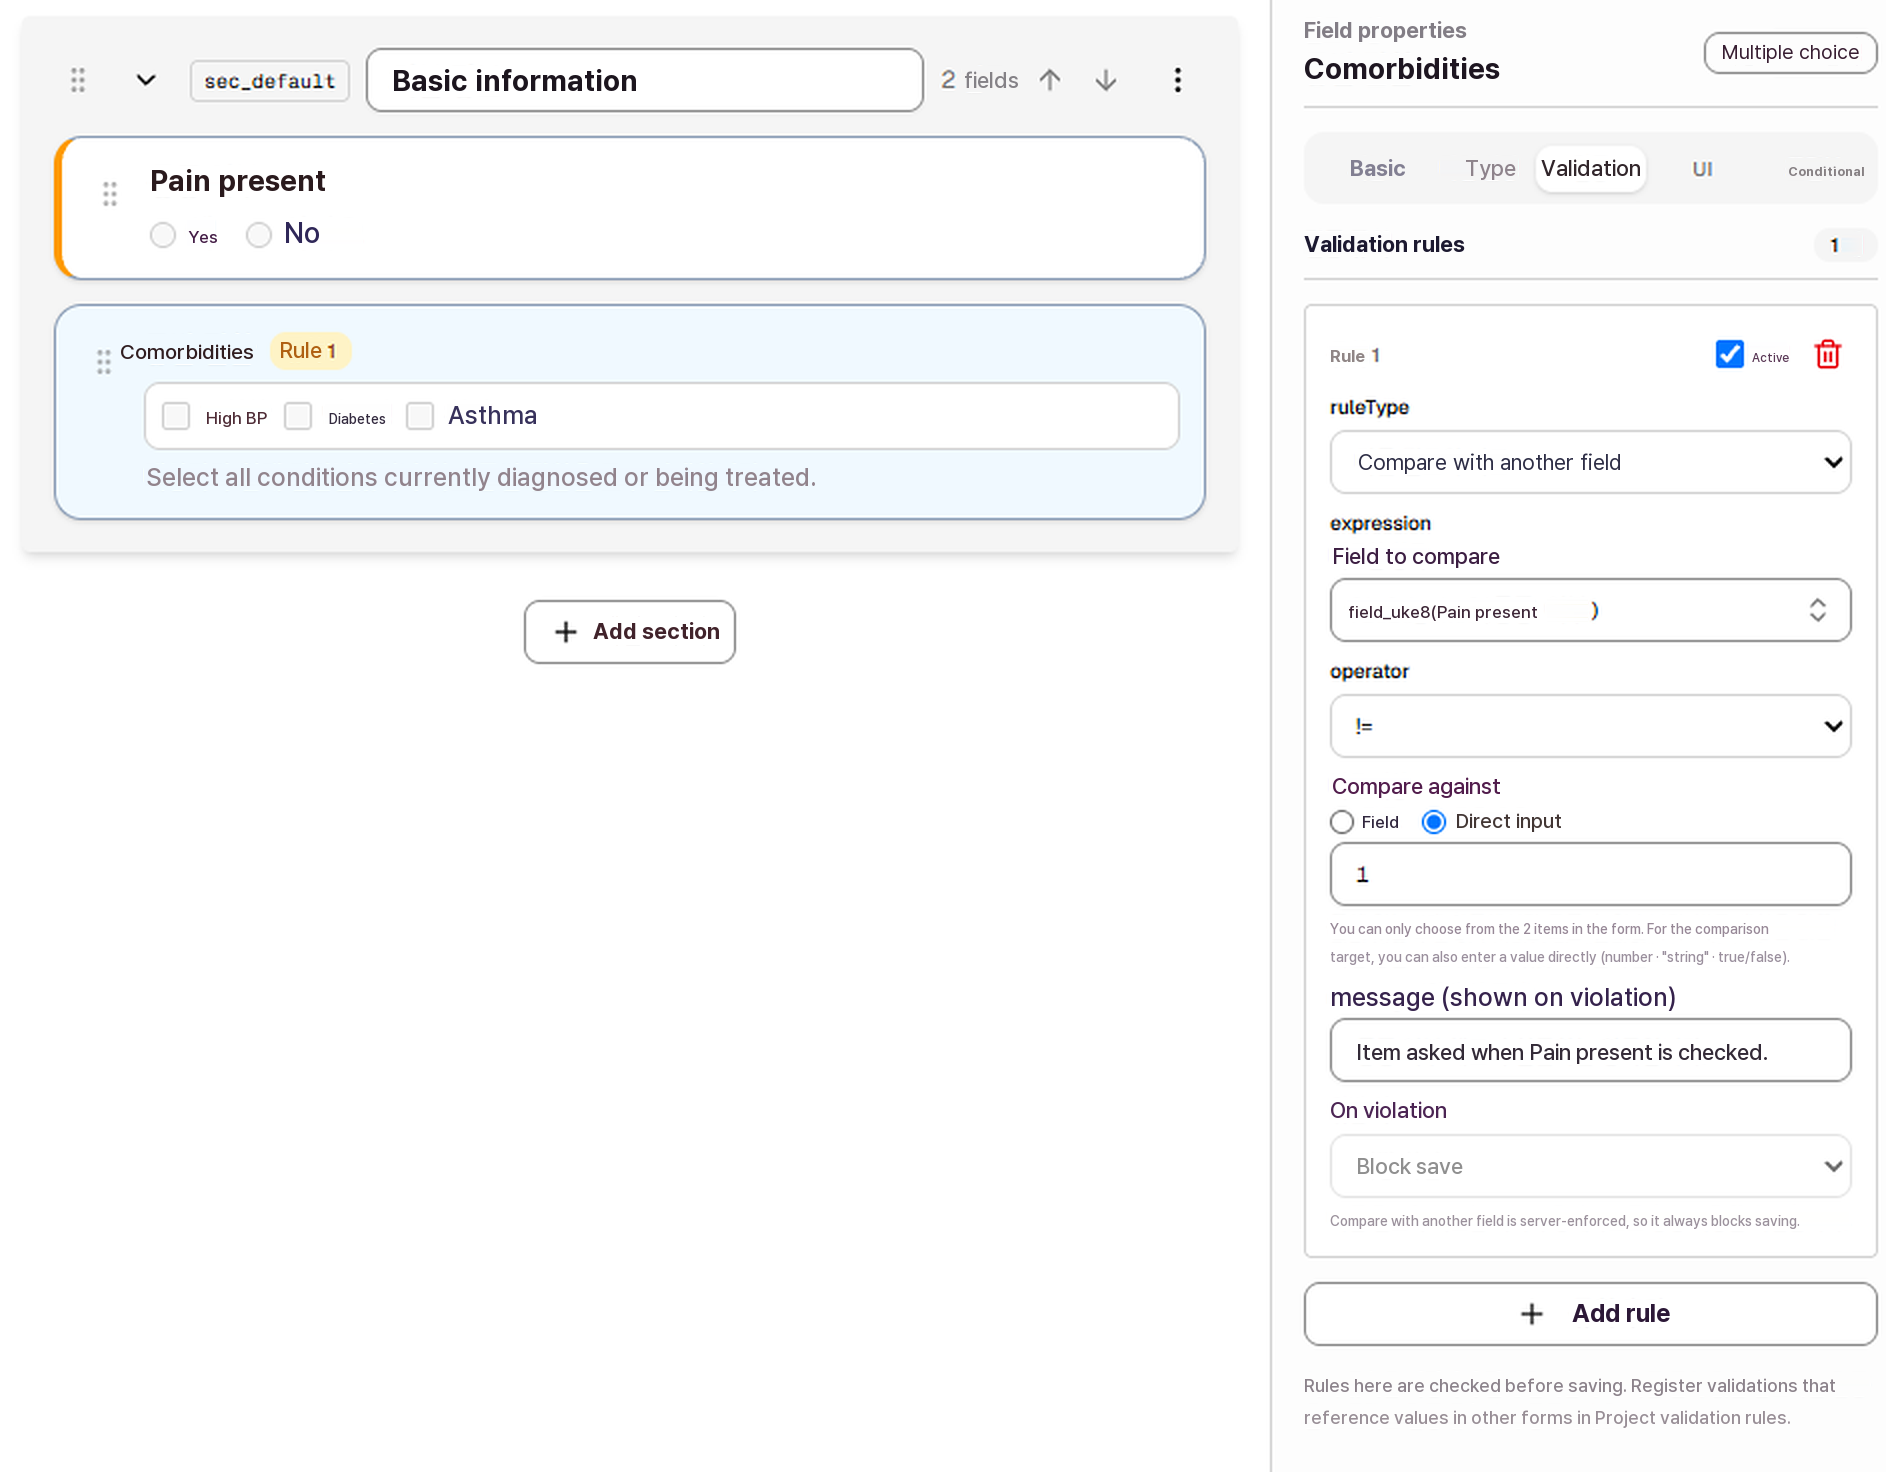 sec_default
Basic information
2 fields
Pain present
Yes
No
Comorbidities
Rule 1
High BP
Diabetes
Asthma
Select all conditions currently diagnosed or being treated.
Add section
Field properties
Comorbidities
Multiple choice
Basic
Type
Validation
UI
Conditional
Validation rules
1
Rule 1
Active
ruleType
Compare with another field
expression
Field to compare
field_uke8(Pain present )
operator
!=
Compare against
Field
Direct input
1
You can only choose from the 2 items in the form. For the comparison
target, you can also enter a value directly (number · "string" · true/false).
message (shown on violation)
Item asked when Pain present is checked.
On violation
Block save
Compare with another field is server-enforced, so it always blocks saving.
Add rule
Rules here are checked before saving. Register validations that
reference values in other forms in Project validation rules.